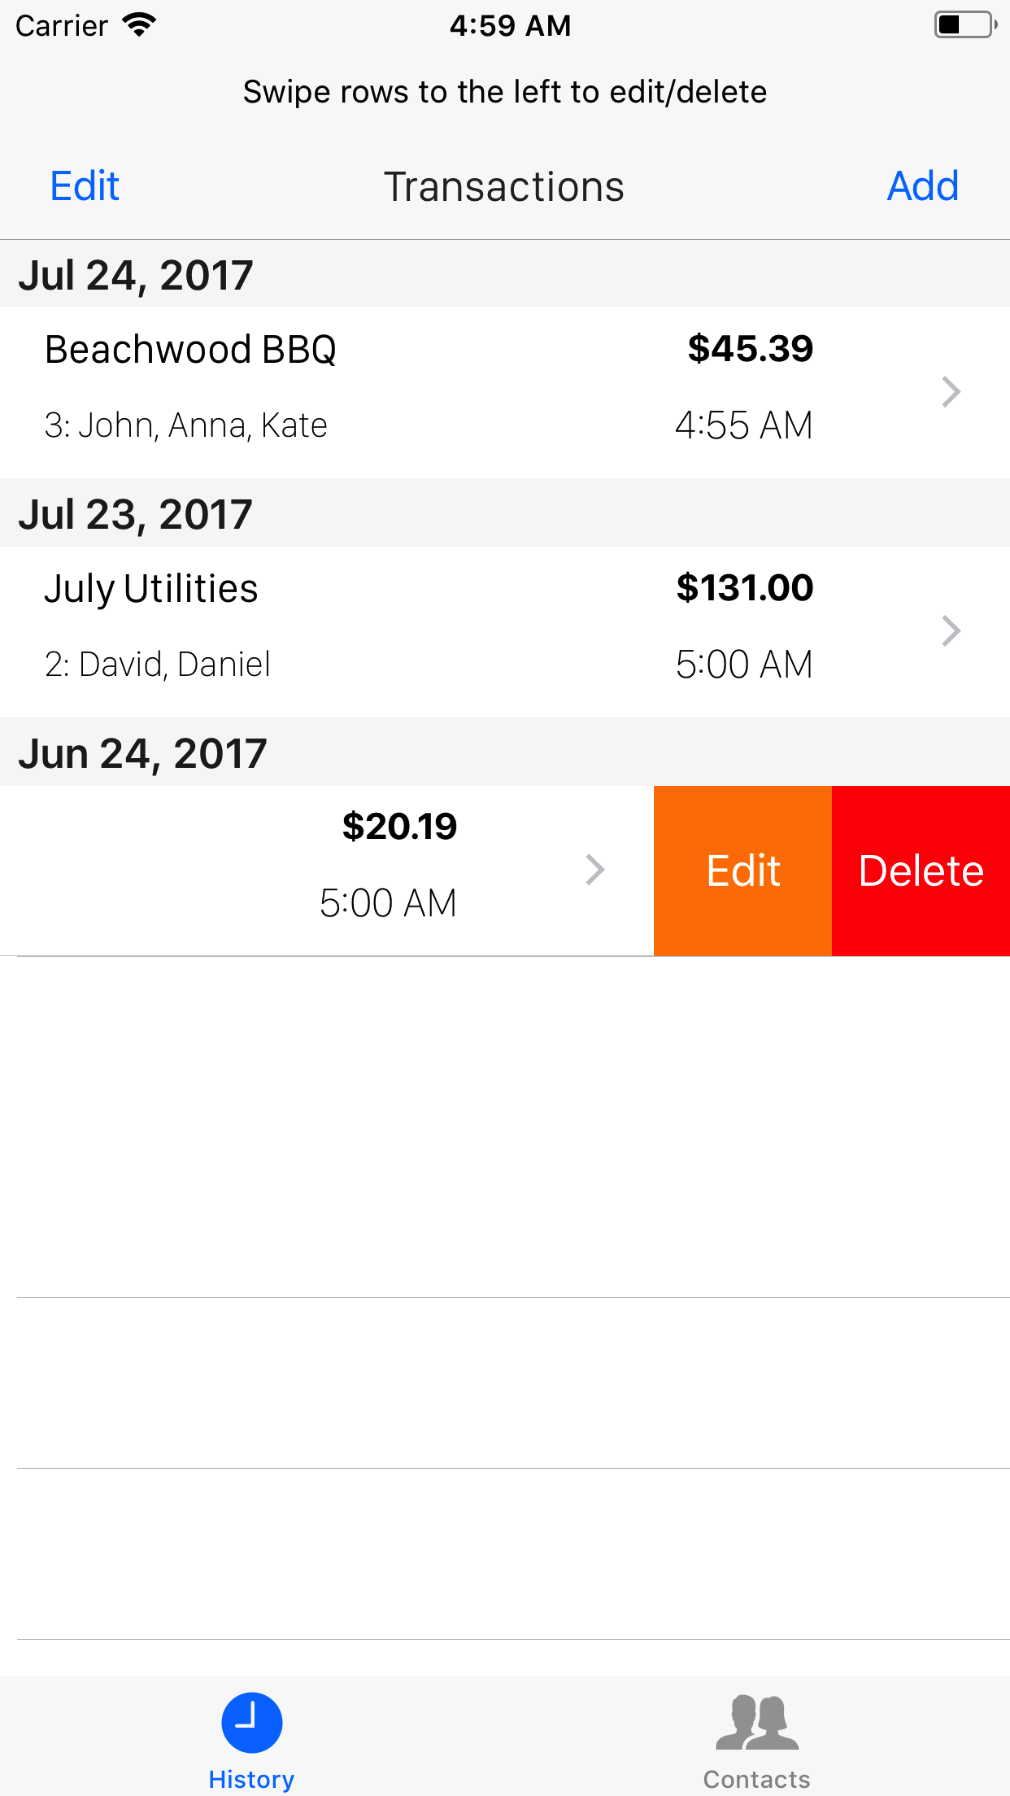 Carrier 4:59 AM
Swipe rows to the left to edit/delete
Edit Transactions Add
Jul 24, 2017
Beachwood BBQ $45.39
3: John, Anna, Kate 4:55 AM
Jul 23, 2017
July Utilities $131.00
2: David, Daniel 5:00 AM
Jun 24, 2017
$20.19
Edit Delete
5:00 AM
History Contacts